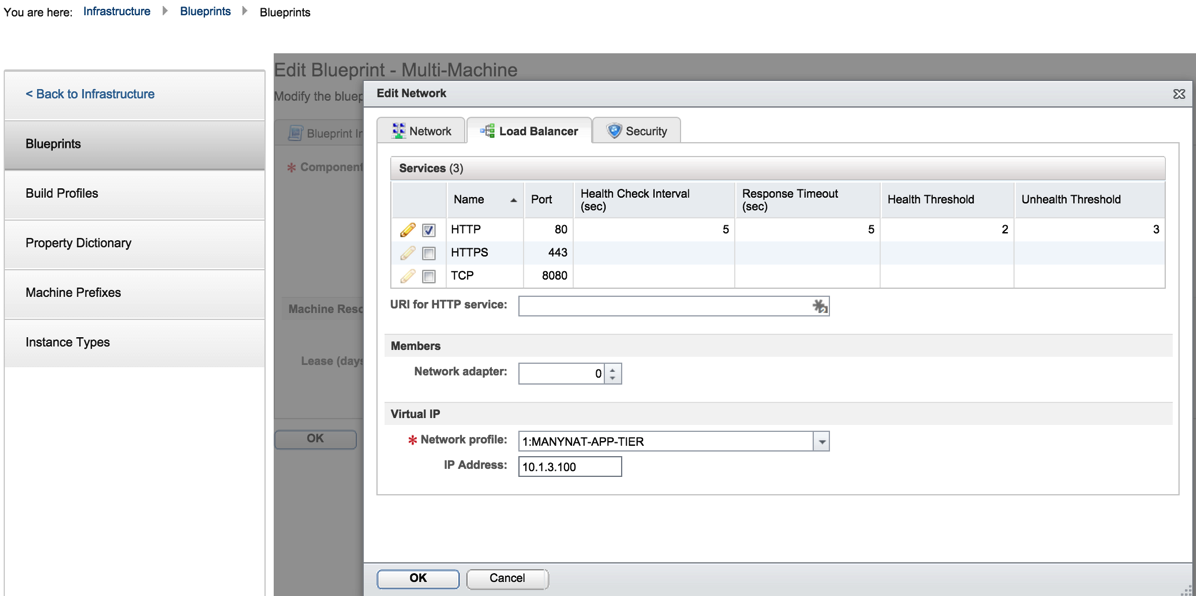 You are here: Infrastructure Blueprints Blueprints
< Back to Infrastructure
Blueprints
Build Profiles
Property Dictionary
Machine Prefixes
Instance Types
Edit Blueprint - Multi-Machine
Modify the
Blueprint
Component
Machine
Lease
OK
Edit Network
Network Load Balancer Security
Services (3)
Name Port Health Check Interval (sec) Response Timeout (sec) Health Threshold Unhealth Threshold
HTTP 80 5 5 2 3
HTTPS 443
TCP 8080
URI for HTTP service:
Members
Network adapter: 0
Virtual IP
* Network profile: 1:MANYNAT-APP-TIER
IP Address: 10.1.3.100
OK Cancel